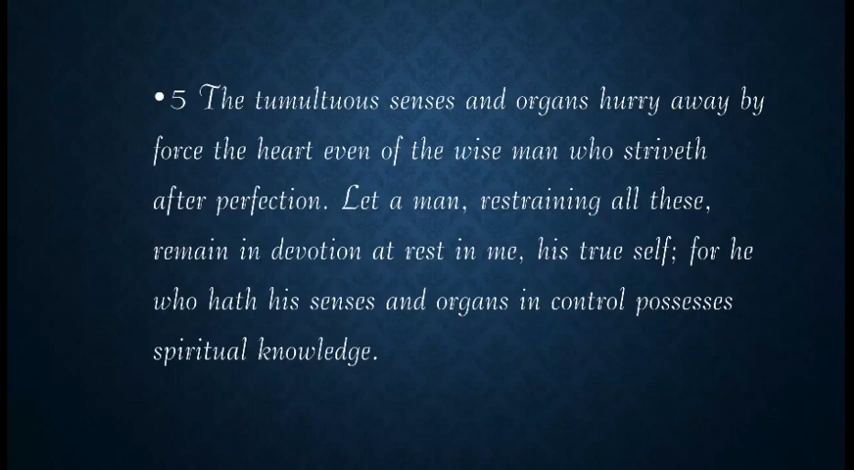 •5 The tumultuous senses and organs hurry away by
force the heart even of the wise man who striveth
after perfection. Let a man, restraining all these,
remain in devotion at rest in me, his true self; for he
who hath his senses and organs in control possesses
spiritual knowledge.